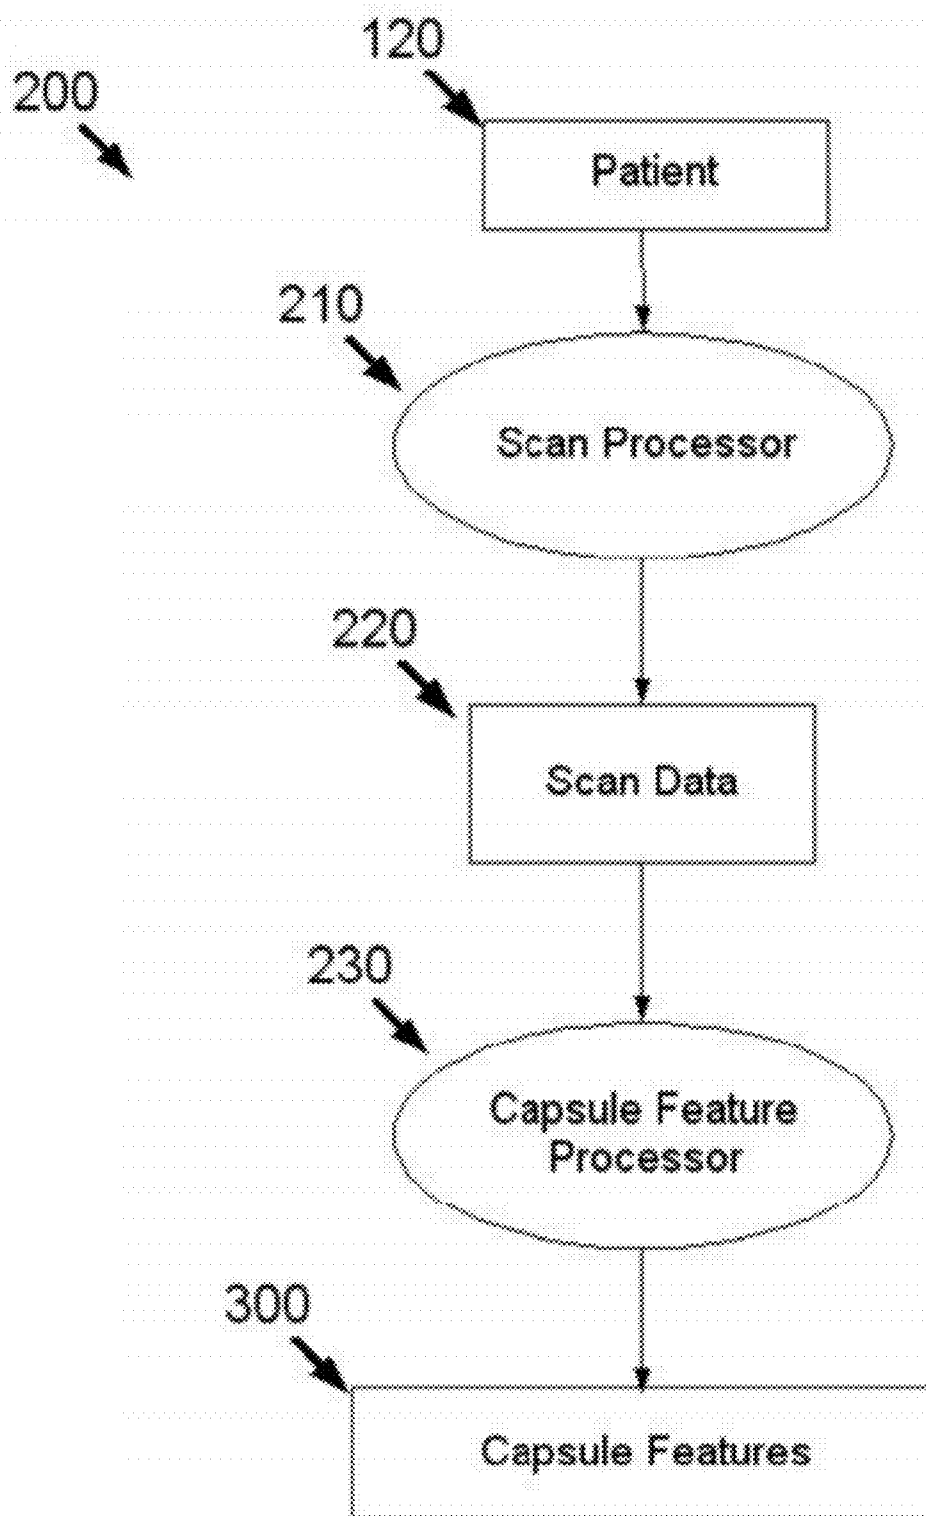 120
200
Patient
210
Scan Processor
220
Scan Data
230
Capsule Feature
Processor
300
Capsule Features